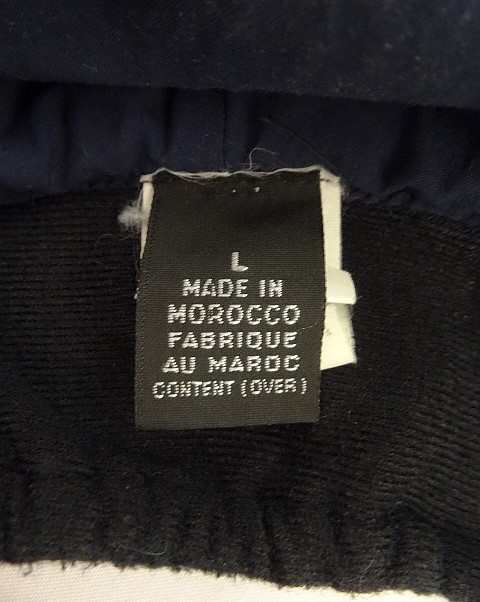 L
MADE IN
MOROCCO
FABRIQUE
AU MAROC
CONTENT (OVER)